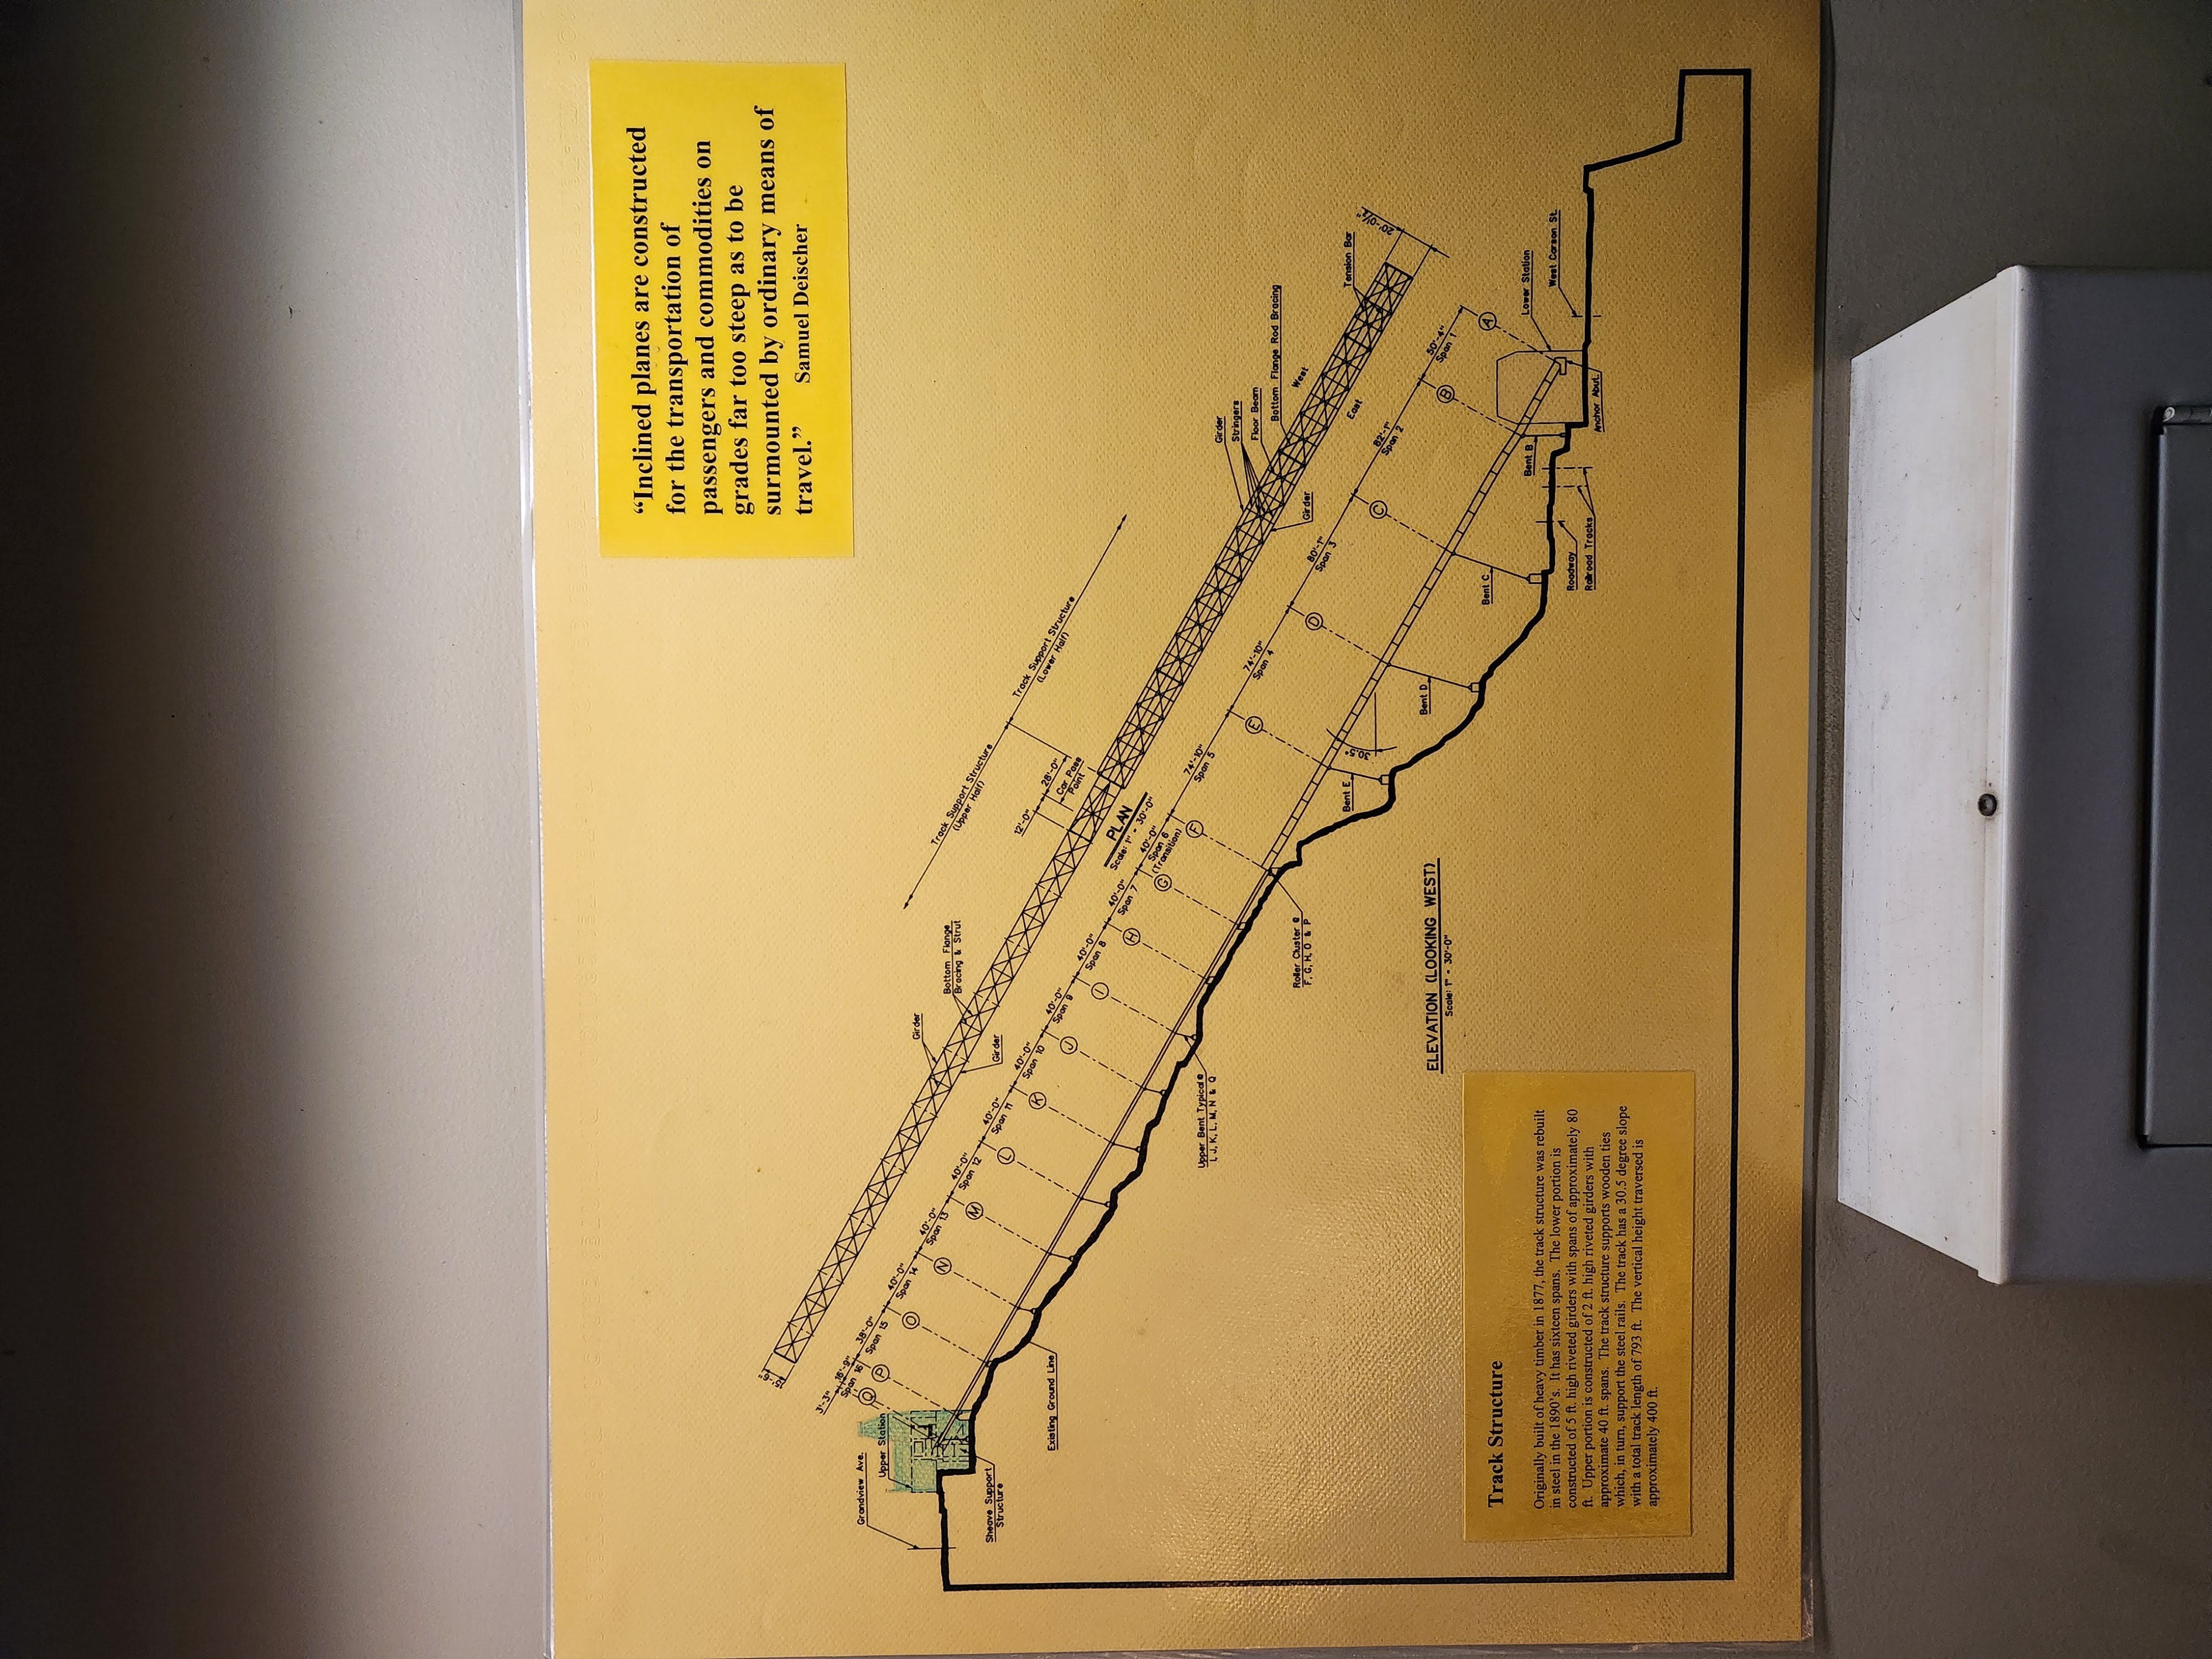 “Inclined planes are constructed
for the transportation of
passengers and commodities on
grades far too steep as to be
surmounted by ordinary means of
travel.” Samuel Deischer
Grandview Ave.
Upper Station
Sheave Support
Structure
Existing Ground Line
3'-3"
16'-9"
Span 16
38'-0"
Span 15
40'-0"
Span 14
40'-0"
Span 13
40'-0"
Span 12
40'-0"
Span 11
40'-0"
Span 10
40'-0"
Span 9
40'-0"
Span 8
40'-0"
Span 7
40'-0"
Span 6
(Transition)
74'-10"
Span 5
74'-10"
Span 4
80'-1"
Span 3
82'-1"
Span 2
50'-4"
Span 1
Q
P
O
N
M
L
K
J
I
H
G
F
E
D
C
B
A
Girder
Bottom Flange
Bracing & Strut
Girder
Track Support Structure
(Upper Half)
Track Support Structure
(Lower Half)
12'-0"
28'-0"
Car Pass
Point
PLAN
Scale: 1" - 30'-0"
Girder
Stringers
Floor Beam
Bottom Flange Rod Bracing
West
Girder
East
Tension Bar
20'-0½"
Upper Bent Typical @
I, J, K, L, M, N & Q
Roller Cluster @
F, G, H, O & P
Bent E
30.5°
Bent D
Bent C
Bent B
Lower Station
West Carson St.
Roadway
Railroad Tracks
Anchor Abut.
ELEVATION (LOOKING WEST)
Scale: 1" - 30'-0"
Track Structure
Originally built of heavy timber in 1877, the track structure was rebuilt
in steel in the 1890’s. It has sixteen spans. The lower portion is
constructed of 5 ft. high riveted girders with spans of approximately 80
ft. Upper portion is constructed of 2 ft. high riveted girders with
approximate 40 ft. spans. The track structure supports wooden ties
which, in turn, support the steel rails. The track has a 30.5 degree slope
with a total track length of 793 ft. The vertical height traversed is
approximately 400 ft.